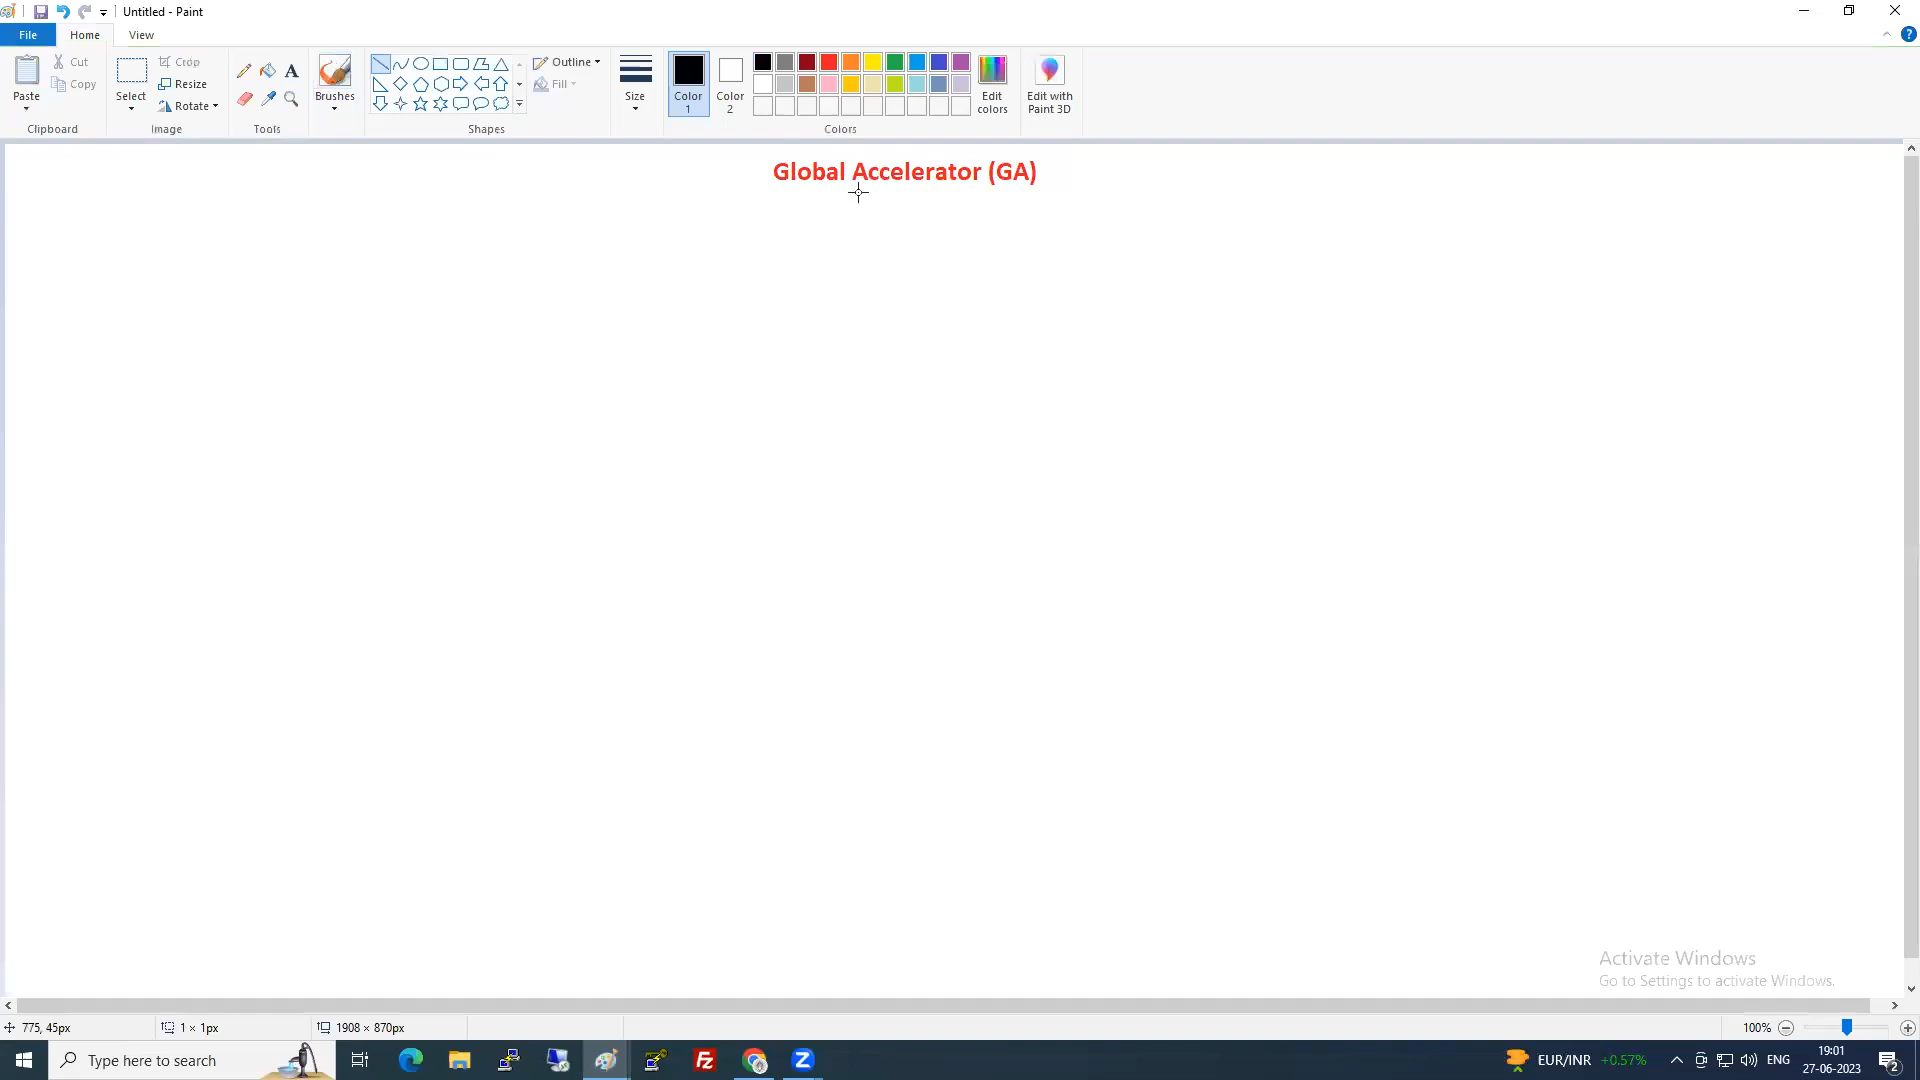 Untitled - Paint
File
Home
View
Paste
Cut
Copy
Clipboard
Select
Crop
Resize
Rotate
Image
Tools
Brushes
Shapes
Outline
Fill
Size
Color
1
Color
2
Edit
colors
Colors
Edit with
Paint 3D
Global Accelerator (GA)
Activate Windows
Go to Settings to activate Windows.
775, 45px
1 × 1px
1908 × 870px
100%
Type here to search
EUR/INR +0.57%
ENG
19:01
27-06-2023
2